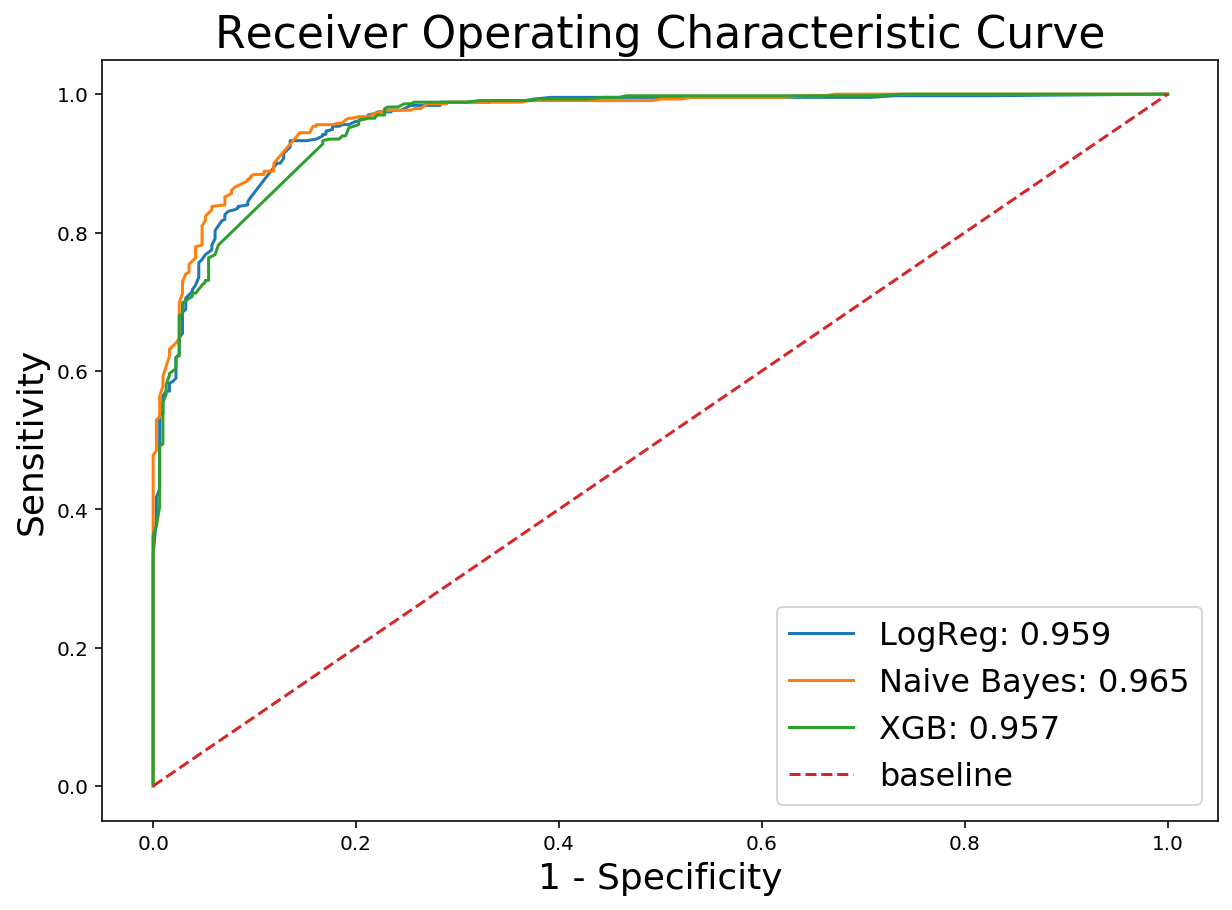 Receiver Operating Characteristic Curve
Sensitivity
1.0
0.8
0.6
0.4
0.2
0.0
0.0 0.2 0.4 0.6 0.8 1.0
1 - Specificity
LogReg: 0.959
Naive Bayes: 0.965
XGB: 0.957
baseline